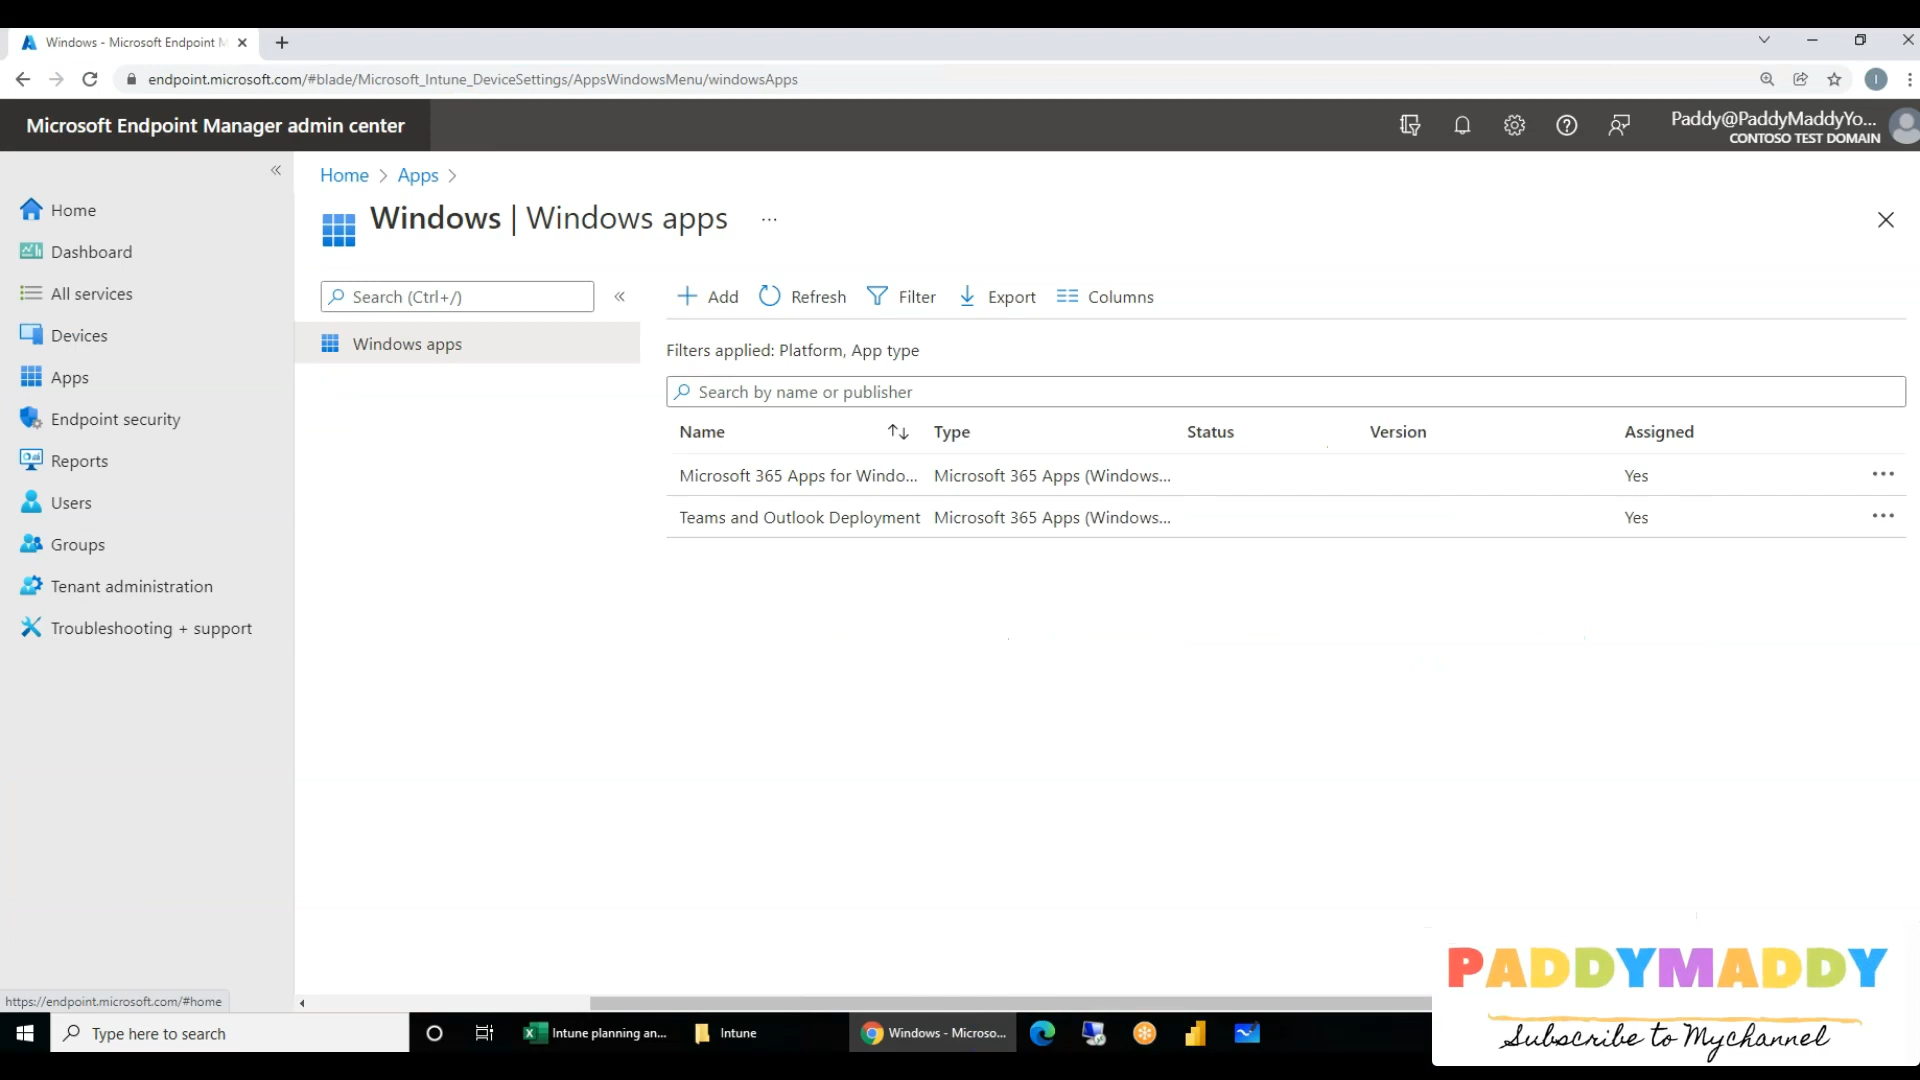 Windows - Microsoft Endpoint M
endpoint.microsoft.com/#blade/Microsoft_Intune_DeviceSettings/AppsWindowsMenu/windowsApps
I
Microsoft Endpoint Manager admin center
Paddy@PaddyMaddyYo...
CONTOSO TEST DOMAIN
Home
Dashboard
All services
Devices
Apps
Endpoint security
Reports
Users
Groups
Tenant administration
Troubleshooting + support
Home > Apps >
Windows | Windows apps ...
Search (Ctrl+/)
Windows apps
Add Refresh Filter Export Columns
Filters applied: Platform, App type
Search by name or publisher
Name Type Status Version Assigned
Microsoft 365 Apps for Windo... Microsoft 365 Apps (Windows... Yes
Teams and Outlook Deployment Microsoft 365 Apps (Windows... Yes
https://endpoint.microsoft.com/#home
Type here to search
Intune planning an...
Intune
Windows - Microso...
PADDYMADDY
Subscribe to Mychannel